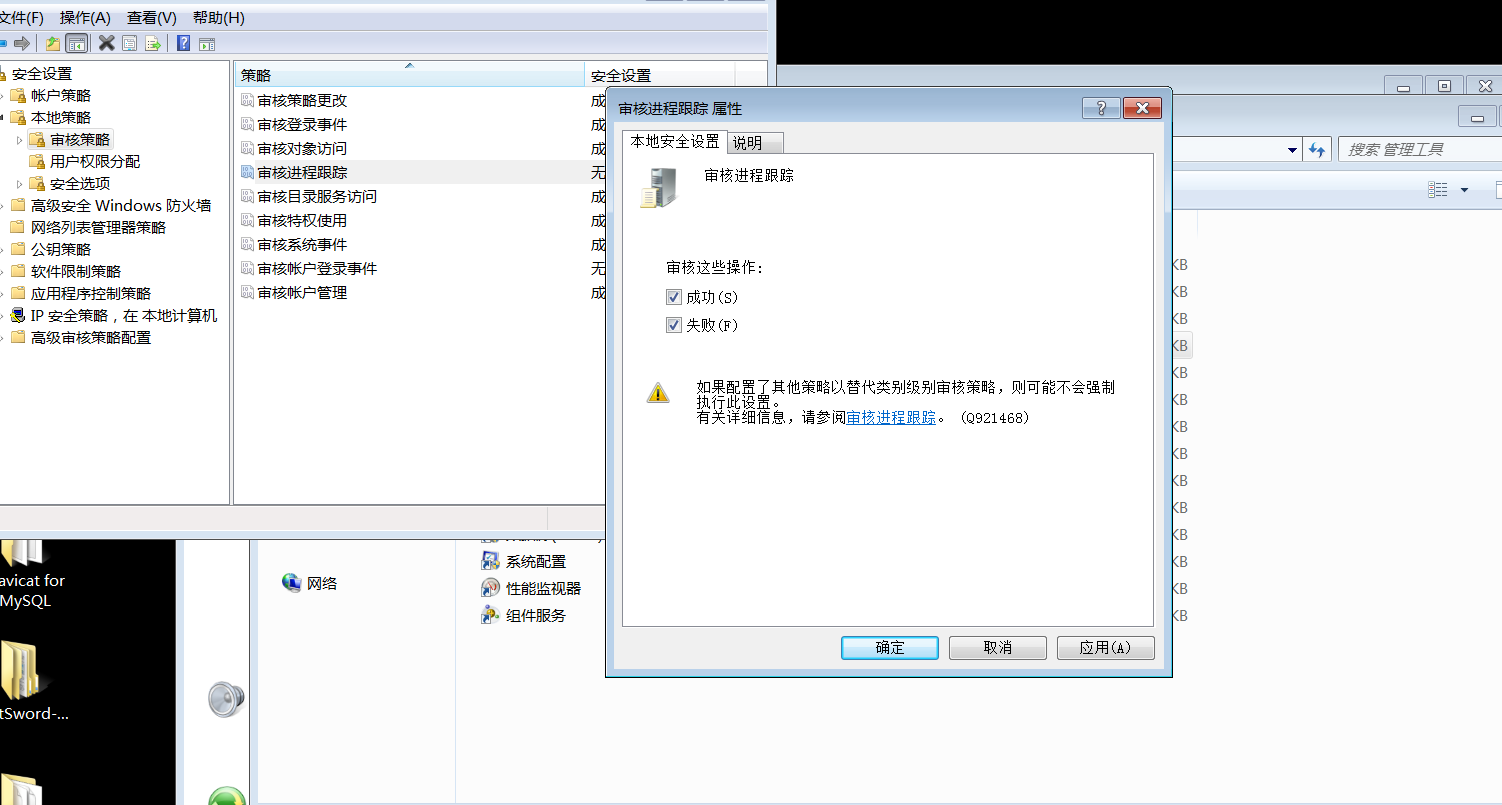 文件(F) 操作(A) 查看(V) 帮助(H)
安全设置
帐户策略
本地策略
审核策略
用户权限分配
安全选项
高级安全 Windows 防火墙
网络列表管理器策略
公钥策略
软件限制策略
应用程序控制策略
IP 安全策略，在 本地计算机
高级审核策略配置
策略 安全设置
审核策略更改 成
审核登录事件 成
审核对象访问 成
审核进程跟踪 无
审核目录服务访问 成
审核特权使用 成
审核系统事件 成
审核帐户登录事件 无
审核帐户管理 成
审核进程跟踪 属性
本地安全设置 说明
审核进程跟踪
审核这些操作:
成功(S)
失败(F)
如果配置了其他策略以替代类别级别审核策略，则可能不会强制
执行此设置。
有关详细信息，请参阅审核进程跟踪。 (Q921468)
确定 取消 应用(A)
搜索 管理工具
KB
KB
KB
KB
KB
KB
KB
KB
KB
KB
KB
KB
KB
KB
系统配置
性能监视器
组件服务
网络
avicat for
MySQL
tSword-...